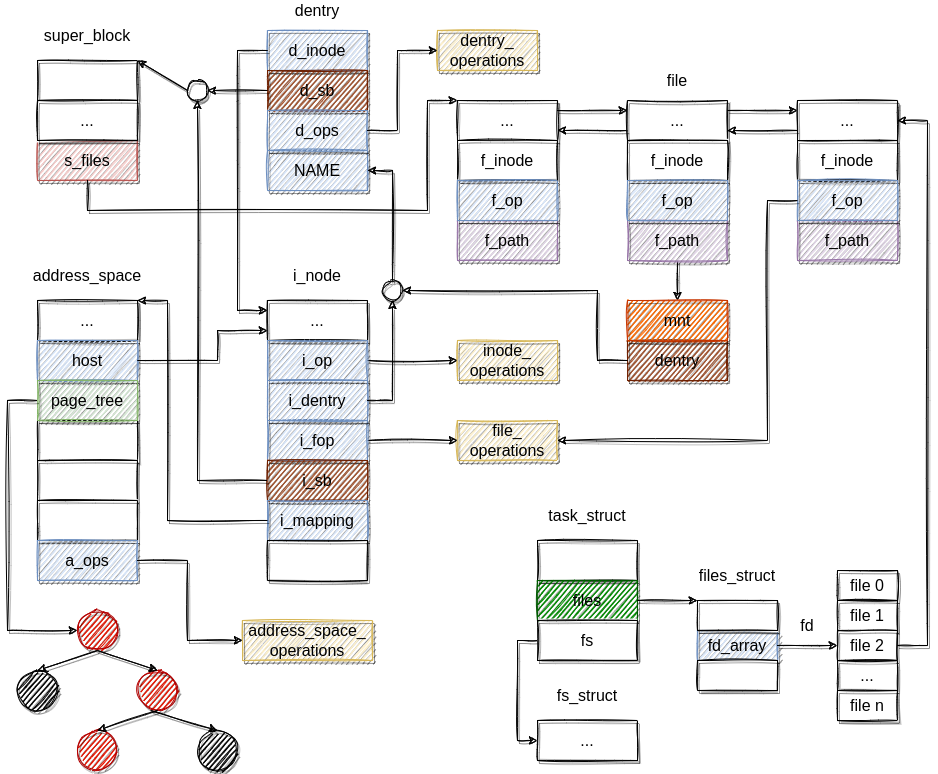 dentry
super_block
d_inode
d_sb
d_ops
NAME
...
s_files
dentry_
operations
file
...
f_inode
f_op
f_path
...
f_inode
f_op
f_path
...
f_inode
f_op
f_path
mnt
dentry
address_space
...
host
page_tree
a_ops
i_node
...
i_op
i_dentry
i_fop
i_sb
i_mapping
inode_
operations
file_
operations
address_space_
operations
task_struct
files
fs
fs_struct
...
files_struct
fd_array
fd
file 0
file 1
file 2
...
file n